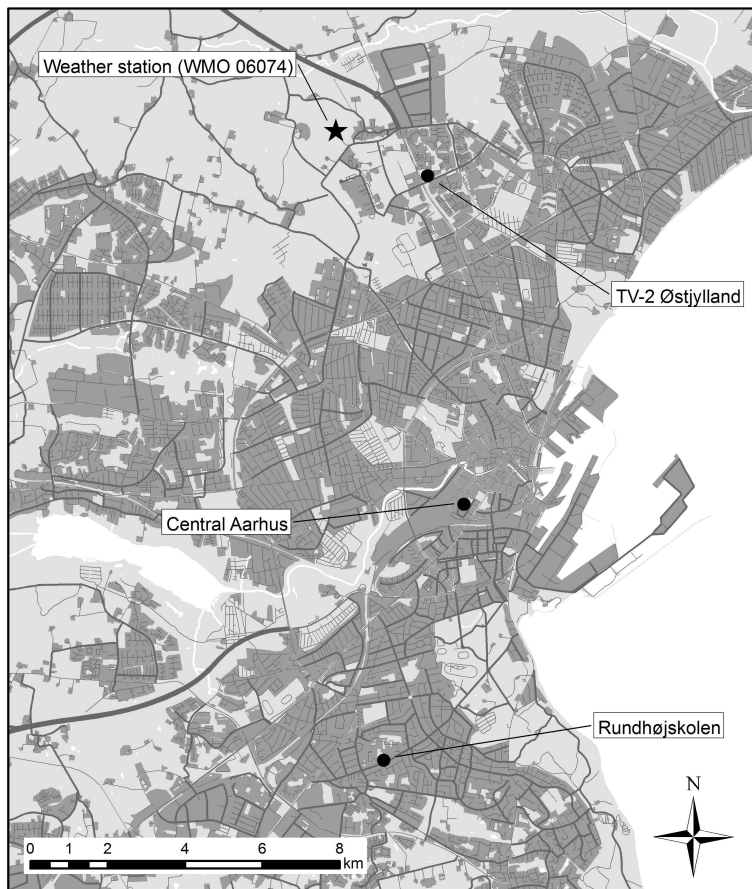 Weather station (WMO 06074)
TV-2 Østjylland
Central Aarhus
Rundhøjskolen
N
0 1 2 4 6 8
km